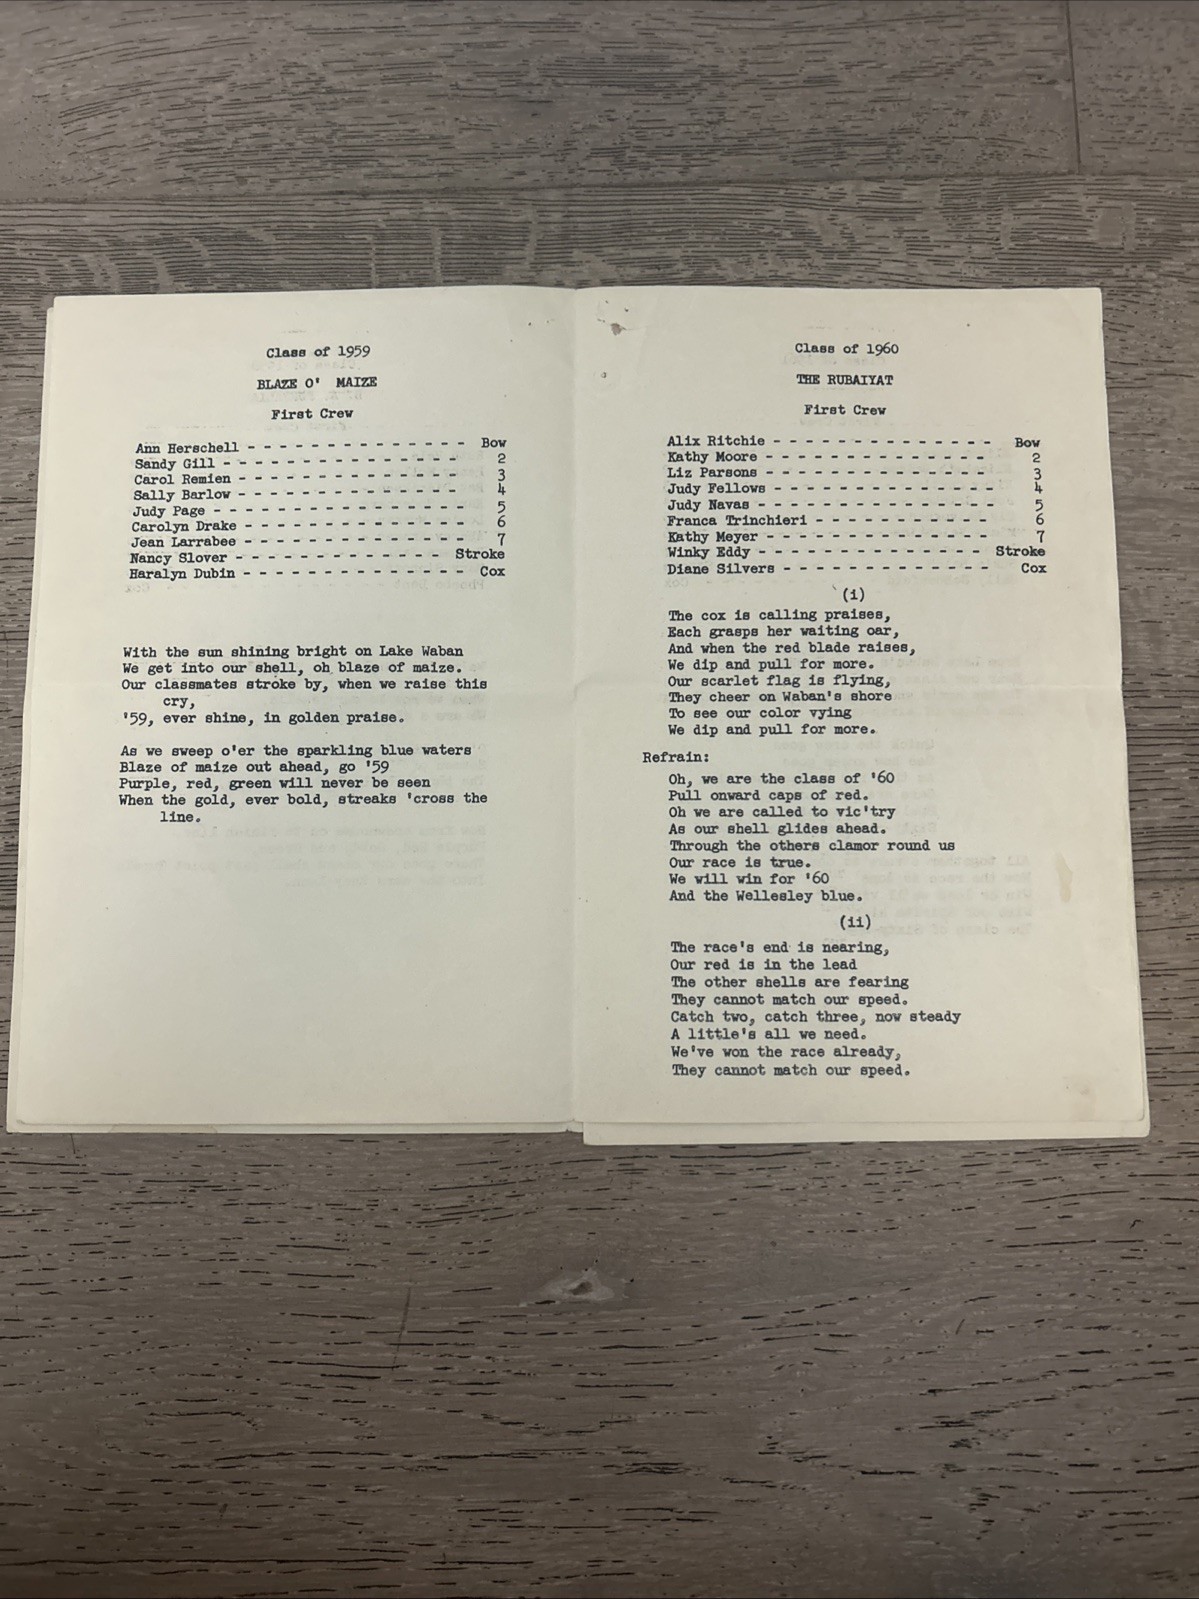 Class of 1959
BLAZE O' MAIZE
First Crew
Ann Herschell - - - - - - - - - - - - - - Bow
Sandy Gill - - - - - - - - - - - - - - - 2
Carol Remien - - - - - - - - - - - - - - 3
Sally Barlow - - - - - - - - - - - - - - 4
Judy Page - - - - - - - - - - - - - - - - 5
Carolyn Drake - - - - - - - - - - - - - - 6
Jean Larrabee - - - - - - - - - - - - - - 7
Nancy Slover - - - - - - - - - - - - - Stroke
Haralyn Dubin - - - - - - - - - - - - - - Cox
With the sun shining bright on Lake Waban
We get into our shell, oh blaze of maize.
Our classmates stroke by, when we raise this
cry,
'59, ever shine, in golden praise.
As we sweep o'er the sparkling blue waters
Blaze of maize out ahead, go '59
Purple, red, green will never be seen
When the gold, ever bold, streaks 'cross the
line.
Class of 1960
THE RUBAIYAT
First Crew
Alix Ritchie - - - - - - - - - - - - - - Bow
Kathy Moore - - - - - - - - - - - - - - - 2
Liz Parsons - - - - - - - - - - - - - - - 3
Judy Fellows - - - - - - - - - - - - - - 4
Judy Navas - - - - - - - - - - - - - - - 5
Franca Trinchieri - - - - - - - - - - - 6
Kathy Meyer - - - - - - - - - - - - - - - 7
Winky Eddy - - - - - - - - - - - - - - Stroke
Diane Silvers - - - - - - - - - - - - - Cox
(i)
The cox is calling praises,
Each grasps her waiting oar,
And when the red blade raises,
We dip and pull for more.
Our scarlet flag is flying,
They cheer on Waban's shore
To see our color vying
We dip and pull for more.
Refrain:
Oh, we are the class of '60
Pull onward caps of red.
Oh we are called to vic'try
As our shell glides ahead.
Through the others clamor round us
Our race is true.
We will win for '60
And the Wellesley blue.
(ii)
The race's end is nearing,
Our red is in the lead
The other shells are fearing
They cannot match our speed.
Catch two, catch three, now steady
A little's all we need.
We've won the race already,
They cannot match our speed.